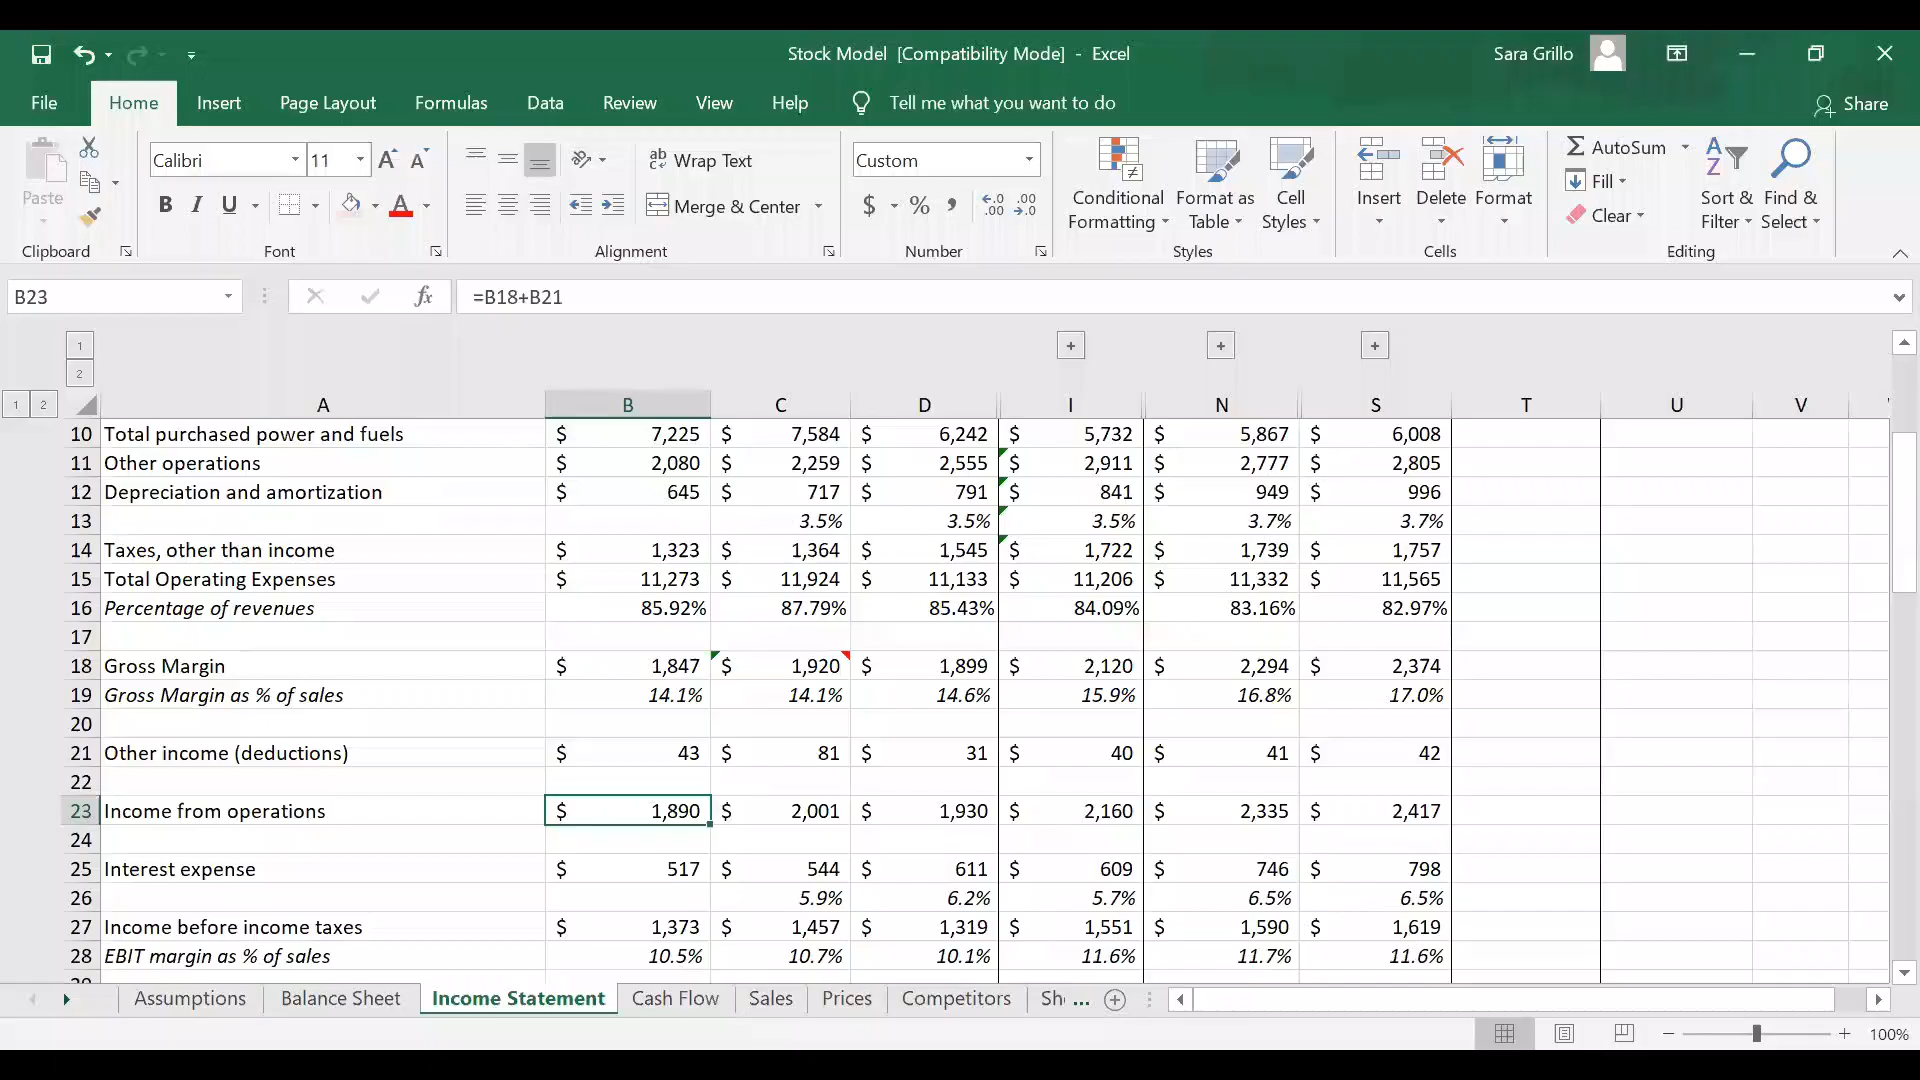 Stock Model [Compatibility Mode] - Excel
Sara Grillo
File Home Insert Page Layout Formulas Data Review View Help Tell me what you want to do Share
Paste
Clipboard
Calibri 11 A A
B I U A
Font
ab Wrap Text
Merge & Center
Alignment
Custom
$ % , .0 .00 .00 .0
Number
Conditional Formatting
Format as Table
Cell Styles
Styles
Insert Delete Format
Cells
AutoSum
Fill
Clear
Sort & Filter
Find & Select
Editing
B23 fx =B18+B21
+ + +
1
2
1 2 A B C D I N S T U V
10 Total purchased power and fuels $ 7,225 $ 7,584 $ 6,242 $ 5,732 $ 5,867 $ 6,008
11 Other operations $ 2,080 $ 2,259 $ 2,555 $ 2,911 $ 2,777 $ 2,805
12 Depreciation and amortization $ 645 $ 717 $ 791 $ 841 $ 949 $ 996
13 3.5% 3.5% 3.5% 3.7% 3.7%
14 Taxes, other than income $ 1,323 $ 1,364 $ 1,545 $ 1,722 $ 1,739 $ 1,757
15 Total Operating Expenses $ 11,273 $ 11,924 $ 11,133 $ 11,206 $ 11,332 $ 11,565
16 Percentage of revenues 85.92% 87.79% 85.43% 84.09% 83.16% 82.97%
17
18 Gross Margin $ 1,847 $ 1,920 $ 1,899 $ 2,120 $ 2,294 $ 2,374
19 Gross Margin as % of sales 14.1% 14.1% 14.6% 15.9% 16.8% 17.0%
20
21 Other income (deductions) $ 43 $ 81 $ 31 $ 40 $ 41 $ 42
22
23 Income from operations $ 1,890 $ 2,001 $ 1,930 $ 2,160 $ 2,335 $ 2,417
24
25 Interest expense $ 517 $ 544 $ 611 $ 609 $ 746 $ 798
26 5.9% 6.2% 5.7% 6.5% 6.5%
27 Income before income taxes $ 1,373 $ 1,457 $ 1,319 $ 1,551 $ 1,590 $ 1,619
28 EBIT margin as % of sales 10.5% 10.7% 10.1% 11.6% 11.7% 11.6%
Assumptions Balance Sheet Income Statement Cash Flow Sales Prices Competitors Sh ...
100%